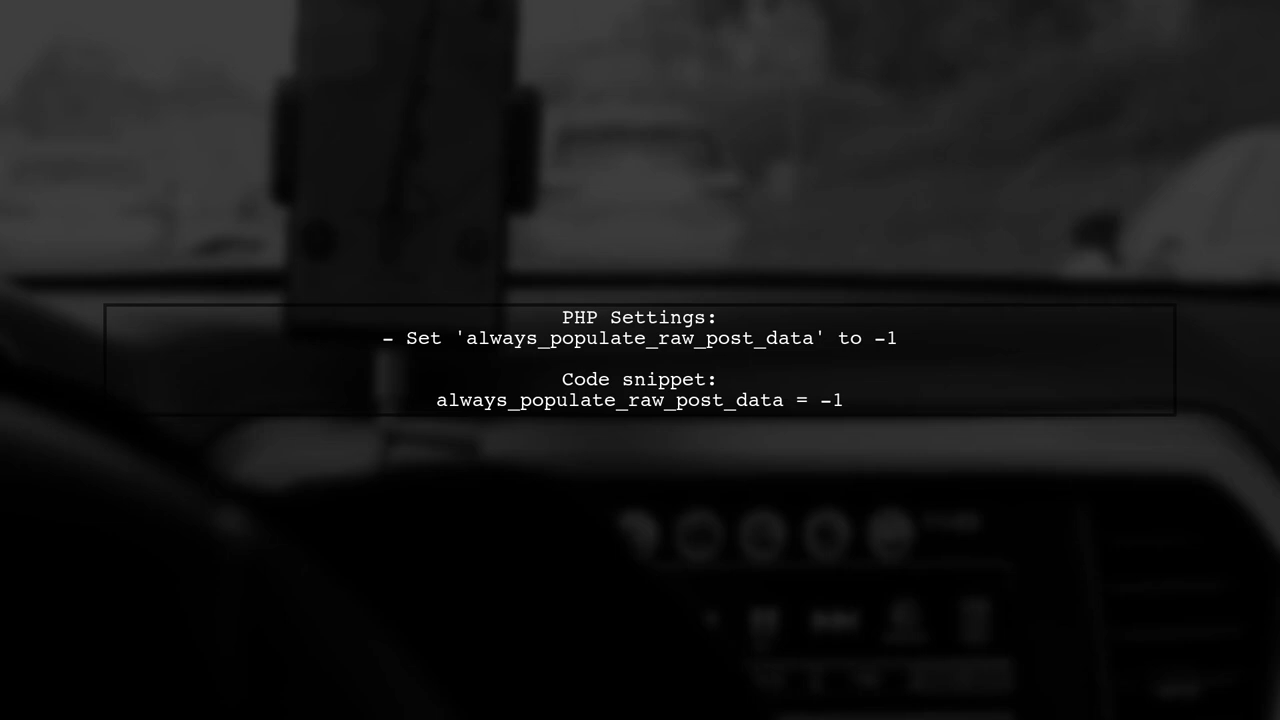 PHP Settings:
- Set 'always_populate_raw_post_data' to -1
Code snippet:
always_populate_raw_post_data = -1